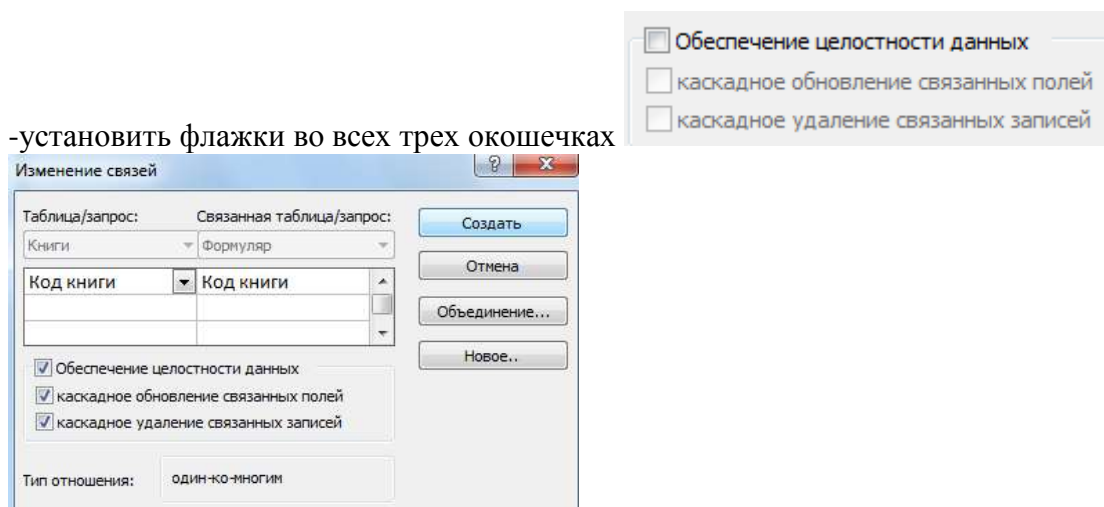 Обеспечение целостности данных
каскадное обновление связанных полей
каскадное удаление связанных записей
-установить флажки во всех трех окошечках
Изменение связей
Таблица/запрос: Связанная таблица/запрос:
Книги Формуляр
Код книги Код книги
Обеспечение целостности данных
каскадное обновление связанных полей
каскадное удаление связанных записей
Тип отношения: один-ко-многим
Создать
Отмена
Объединение...
Новое..